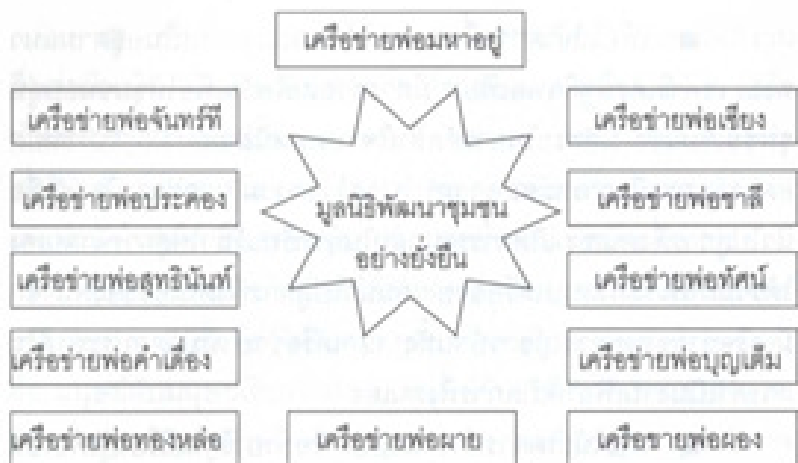 เครือข่ายพ่อมหาอยู่
เครือข่ายพ่อจันทร์ที
เครือข่ายพ่อเชียง
เครือข่ายพ่อประคอง
มูลนิธิพัฒนาชุมชน
เครือข่ายพ่อชาลี
อย่างยั่งยืน
เครือข่ายพ่อสุทธินันท์
เครือข่ายพ่อทัศน์
เครือข่ายพ่อคำเดื่อง
เครือข่ายพ่อบุญเต็ม
เครือข่ายพ่อทองหล่อ
เครือข่ายพ่อผาย
เครือข่ายพ่อผอง